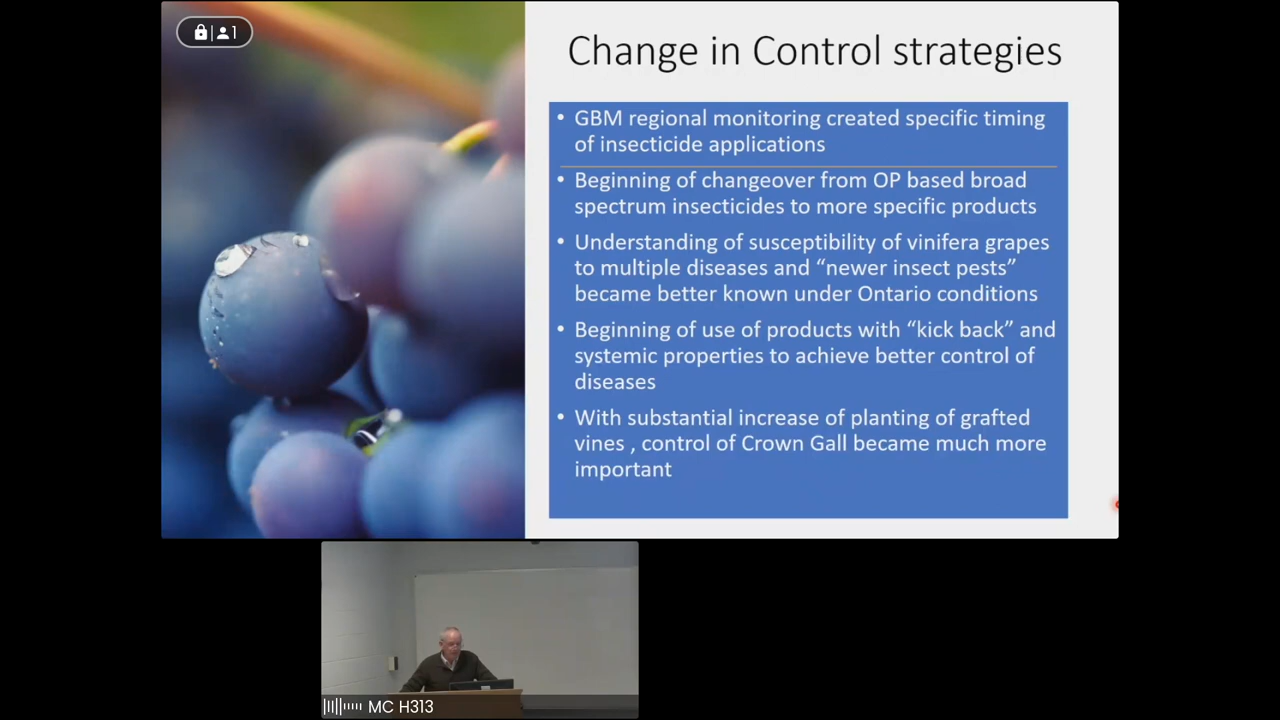 1
Change in Control strategies
• GBM regional monitoring created specific timing
of insecticide applications
• Beginning of changeover from OP based broad
spectrum insecticides to more specific products
• Understanding of susceptibility of vinifera grapes
to multiple diseases and “newer insect pests”
became better known under Ontario conditions
• Beginning of use of products with “kick back” and
systemic properties to achieve better control of
diseases
• With substantial increase of planting of grafted
vines , control of Crown Gall became much more
important
MC H313